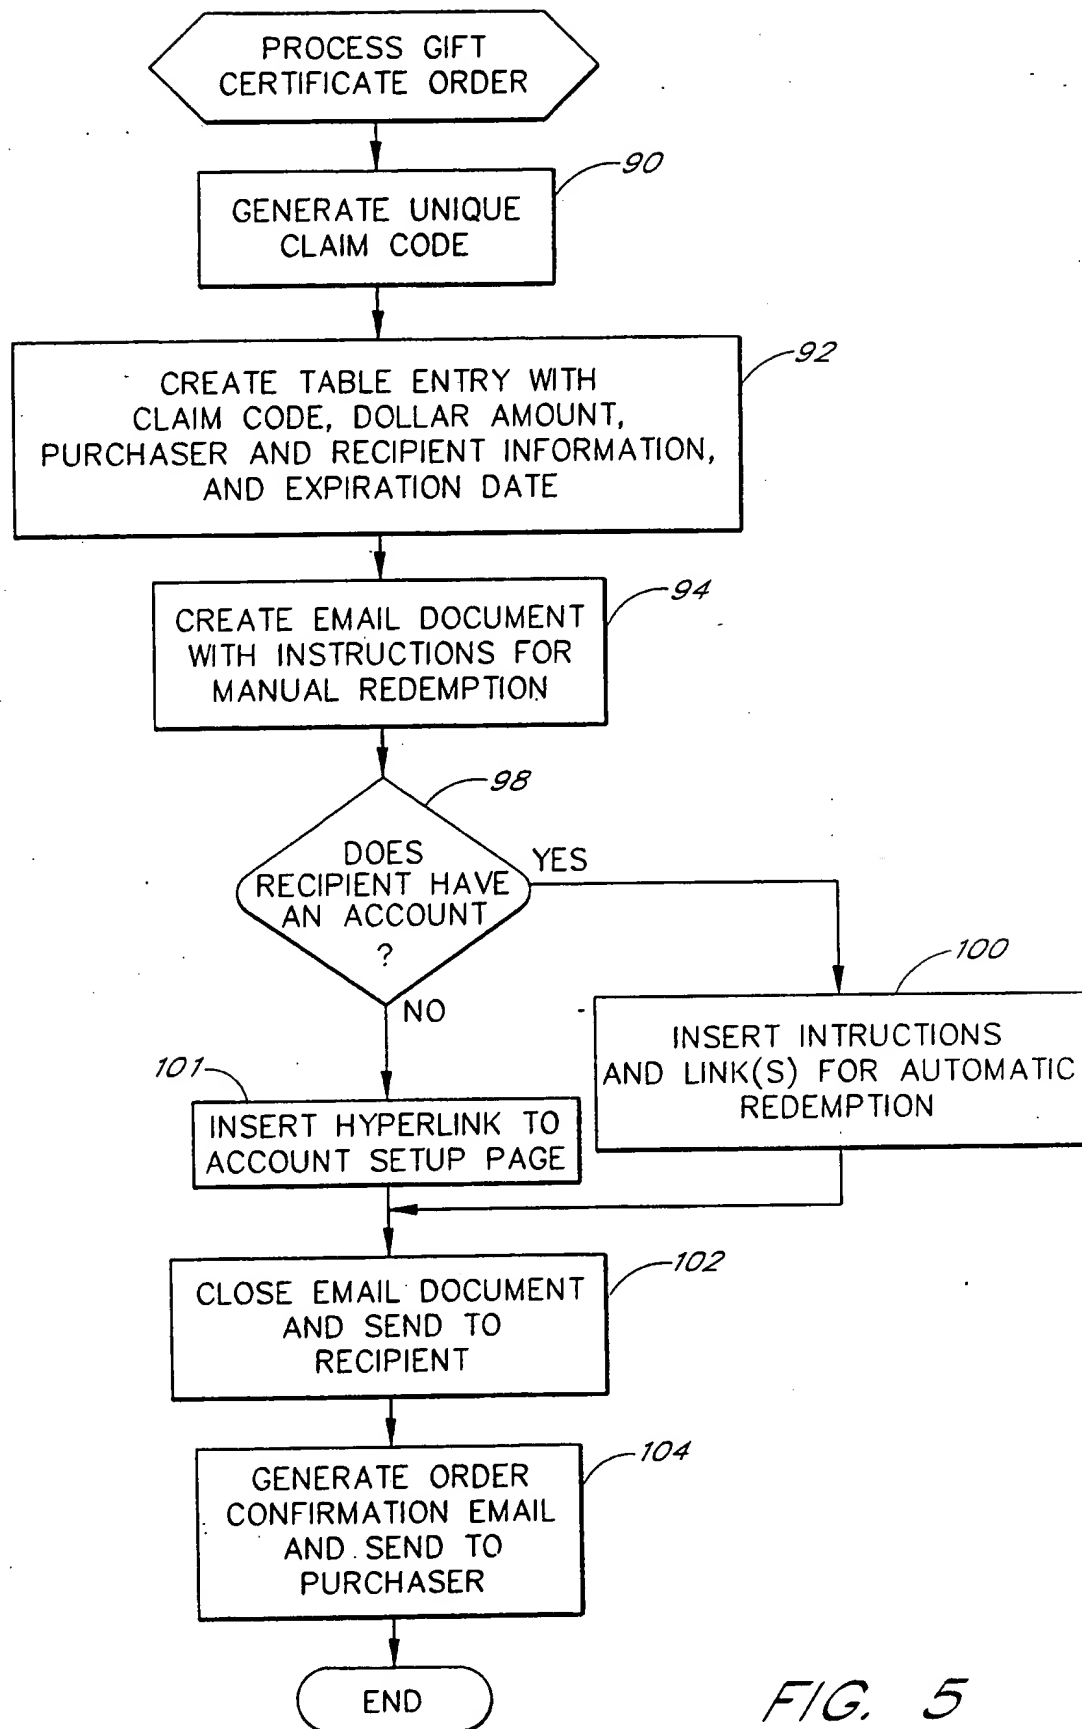 PROCESS GIFT
CERTIFICATE ORDER
90
GENERATE UNIQUE
CLAIM CODE
92
CREATE TABLE ENTRY WITH
CLAIM CODE, DOLLAR AMOUNT,
PURCHASER AND RECIPIENT INFORMATION,
AND EXPIRATION DATE
94
CREATE EMAIL DOCUMENT
WITH INSTRUCTIONS FOR
MANUAL REDEMPTION
98
DOES
RECIPIENT HAVE
AN ACCOUNT
?
YES
NO
100
INSERT INTRUCTIONS
AND LINK(S) FOR AUTOMATIC
REDEMPTION
101
INSERT HYPERLINK TO
ACCOUNT SETUP PAGE
102
CLOSE EMAIL DOCUMENT
AND SEND TO
RECIPIENT
104
GENERATE ORDER
CONFIRMATION EMAIL
AND SEND TO
PURCHASER
END
FIG. 5